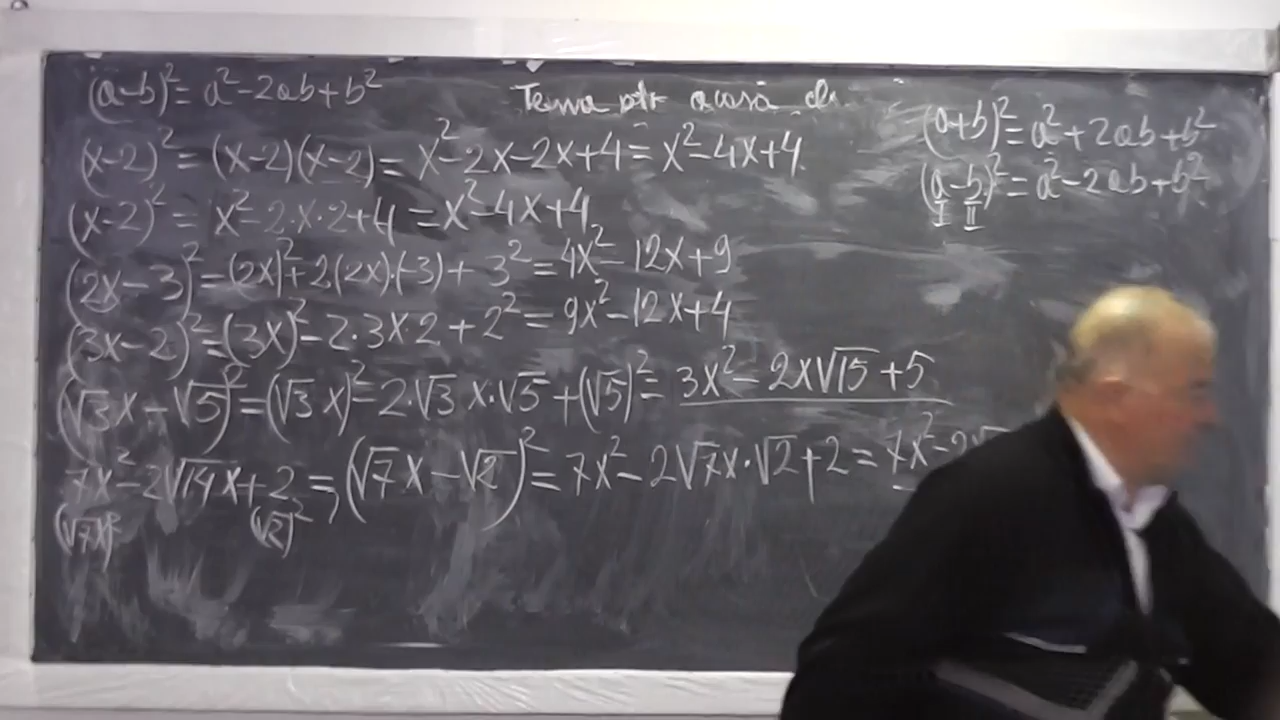 (a-b)² = a² - 2ab + b²
Tema ptr acasă
(a+b)² = a² + 2ab + b²
(a-b)² = a² - 2ab + b²
I II
(x-2)² = (x-2)(x-2) = x² - 2x - 2x + 4 = x² - 4x + 4
(x-2)² = x² - 2·x·2 + 4 = x² - 4x + 4
(2x-3)² = (2x)² + 2(2x)·(-3) + 3² = 4x² - 12x + 9
(3x-2)² = (3x)² - 2·3x·2 + 2² = 9x² - 12x + 4
(√3x - √5)² = (√3 x)² - 2·√3 x·√5 + (√5)² = 3x² - 2x√15 + 5
7x² - 2√14x + 2 = (√7x - √2)² = 7x² - 2√7x·√2 + 2 = 7x² - 2√
(√7x)² (√2)²